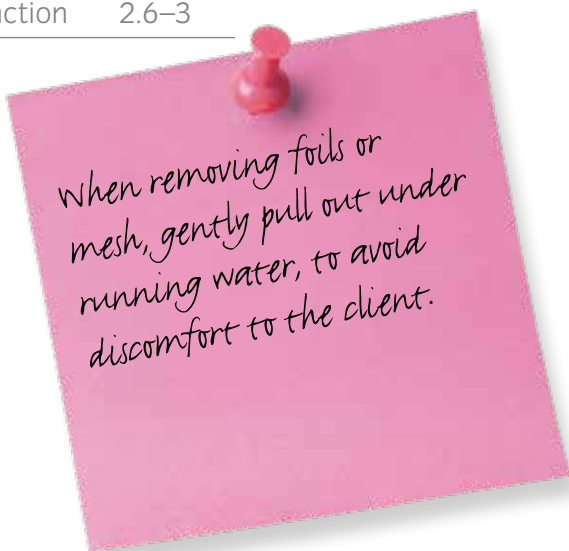 action 2.6–3
When removing foils or
mesh, gently pull out under
running water, to avoid
discomfort to the client.